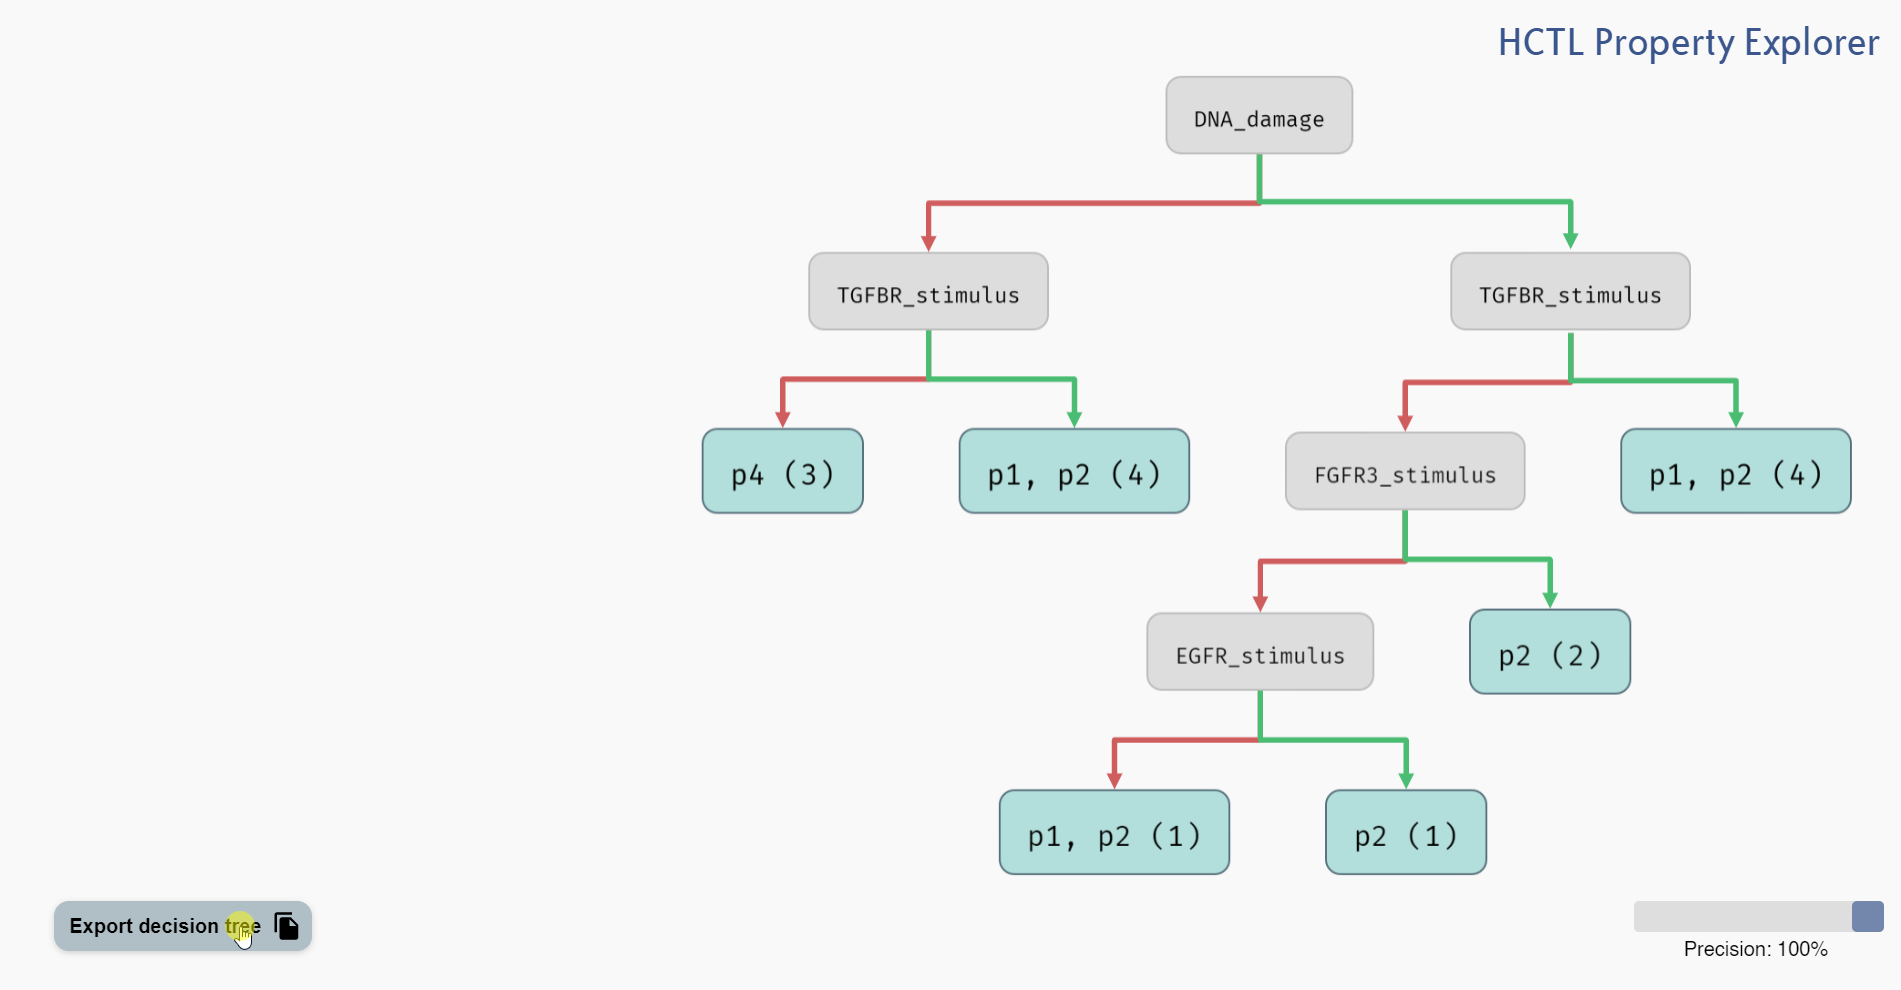 HCTL Property Explorer
DNA_damage
TGFBR_stimulus
TGFBR_stimulus
p4 (3)
p1, p2 (4)
FGFR3_stimulus
p1, p2 (4)
EGFR_stimulus
p2 (2)
p1, p2 (1)
p2 (1)
Export decision tree
Precision: 100%